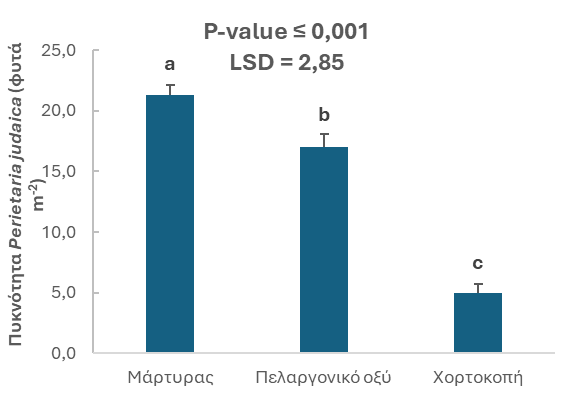 P-value ≤ 0,001
LSD = 2,85
Πυκνότητα Perietaria judaica (φυτά
m-2)
25,0
20,0
15,0
10,0
5,0
0,0
a
b
c
Μάρτυρας
Πελαργονικό οξύ
Χορτοκοπή